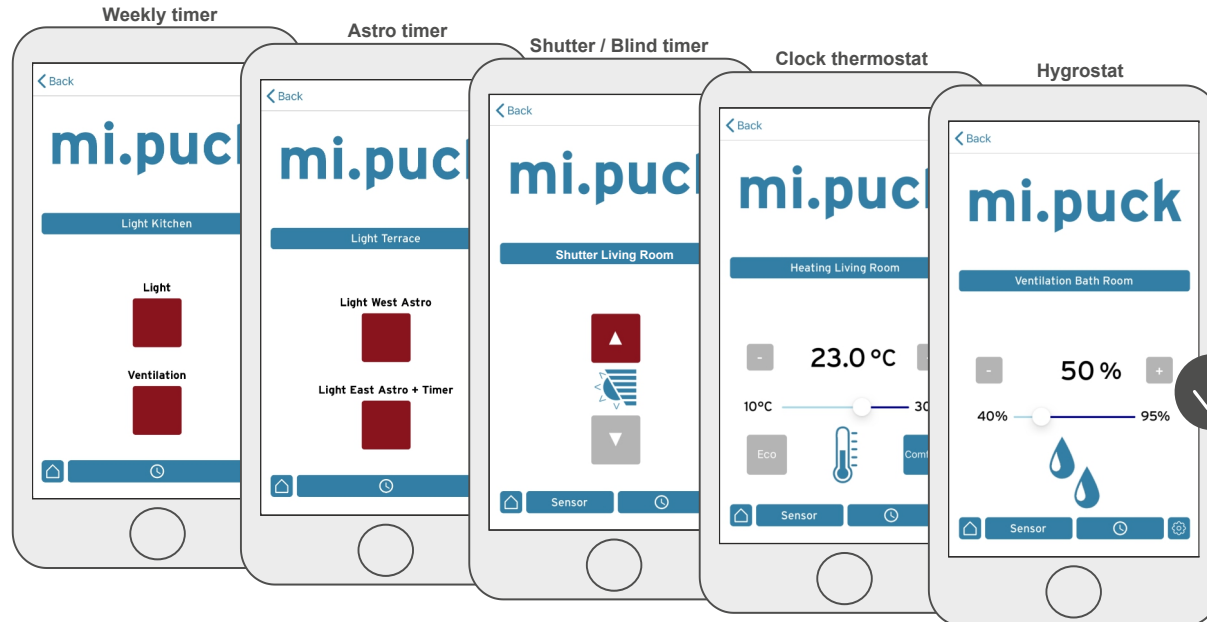 Weekly timer
Back
mi.puc
Light Kitchen
Light
Ventilation
Astro timer
Back
mi.puck
Light Terrace
Light West Astro
Light East Astro + Timer
Shutter / Blind timer
Back
mi.puc
Shutter Living Room
Sensor
Clock thermostat
Back
mi.puc
Heating Living Room
-
23.0 °C
10°C
30
Eco
Comf
Sensor
Hygrostat
Back
mi.puck
Ventilation Bath Room
-
50 %
+
40%
95%
Sensor